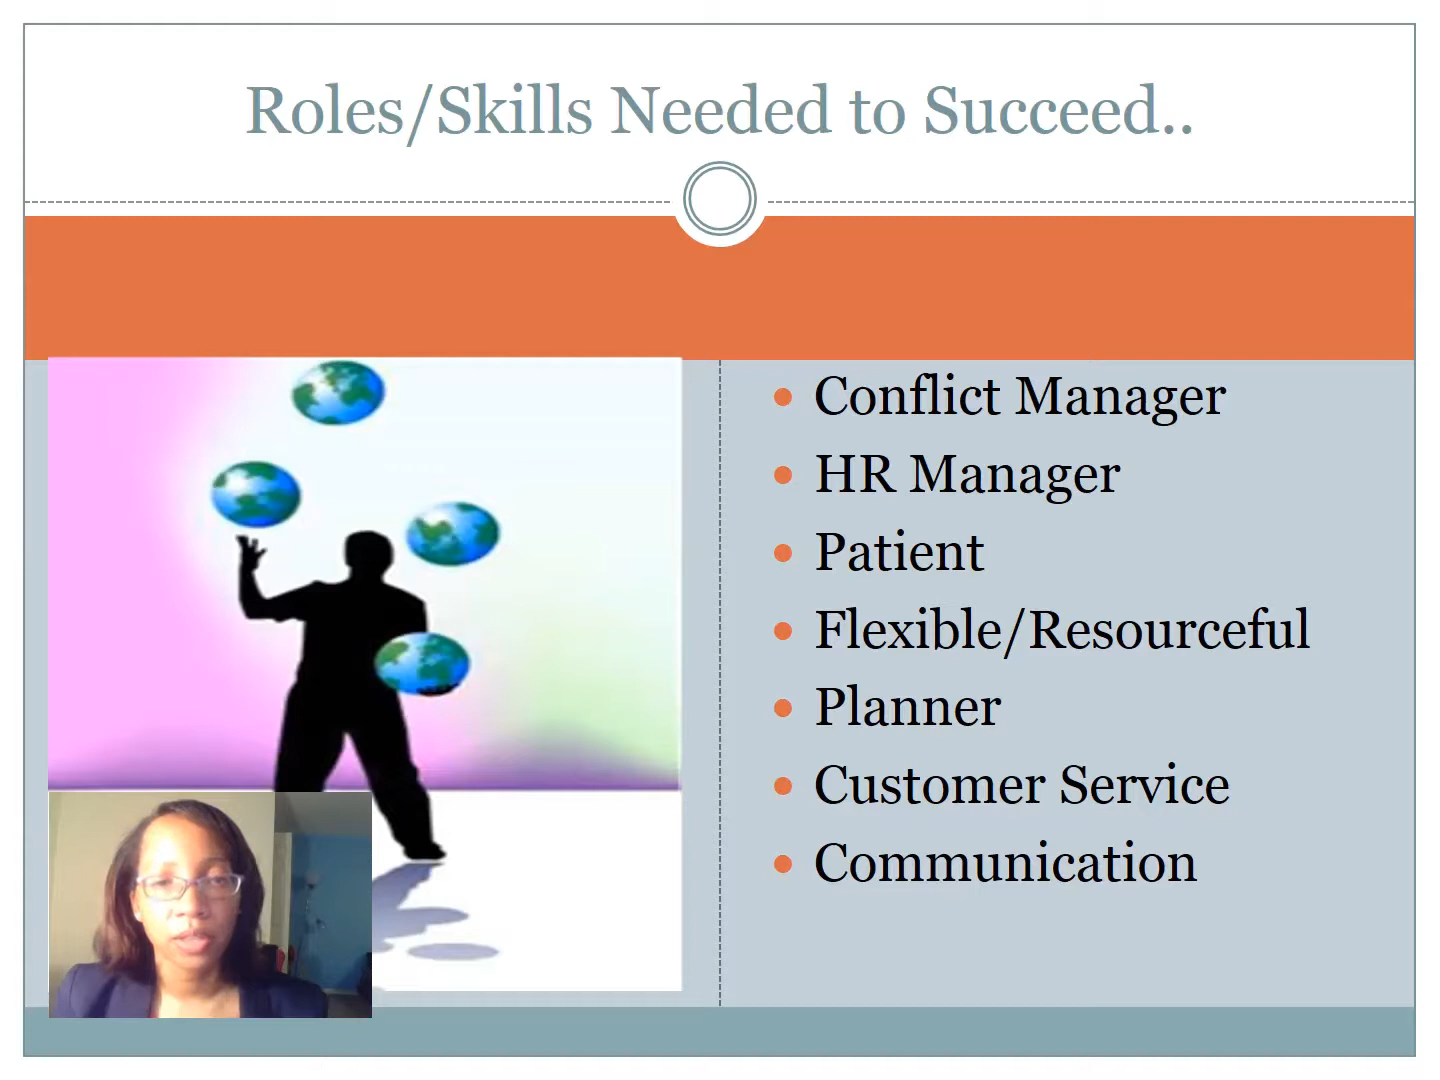 Roles/Skills Needed to Succeed..
Conflict Manager
HR Manager
Patient
Flexible/Resourceful
Planner
Customer Service
Communication